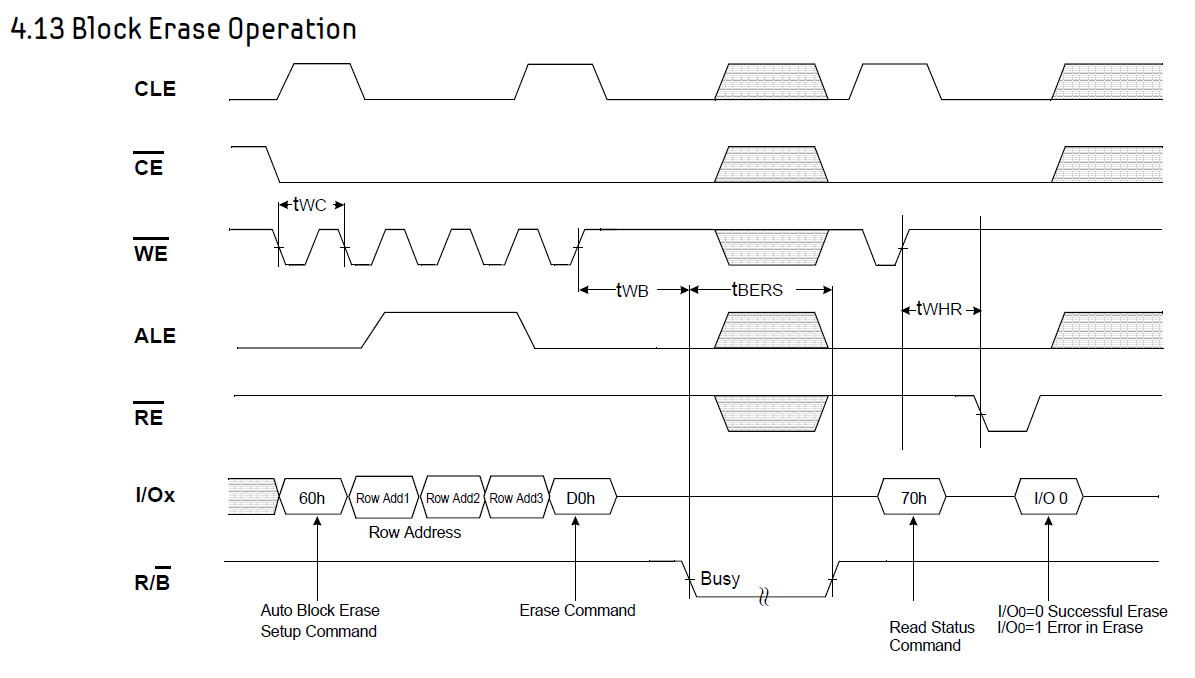 4.13 Block Erase Operation
CLE
CE
tWC
WE
tWB
tBERS
tWHR
ALE
RE
I/Ox
60h
Row Add1
Row Add2
Row Add3
D0h
70h
I/O 0
Row Address
R/B
Busy
Auto Block Erase
Setup Command
Erase Command
Read Status
Command
I/O0=0 Successful Erase
I/O0=1 Error in Erase